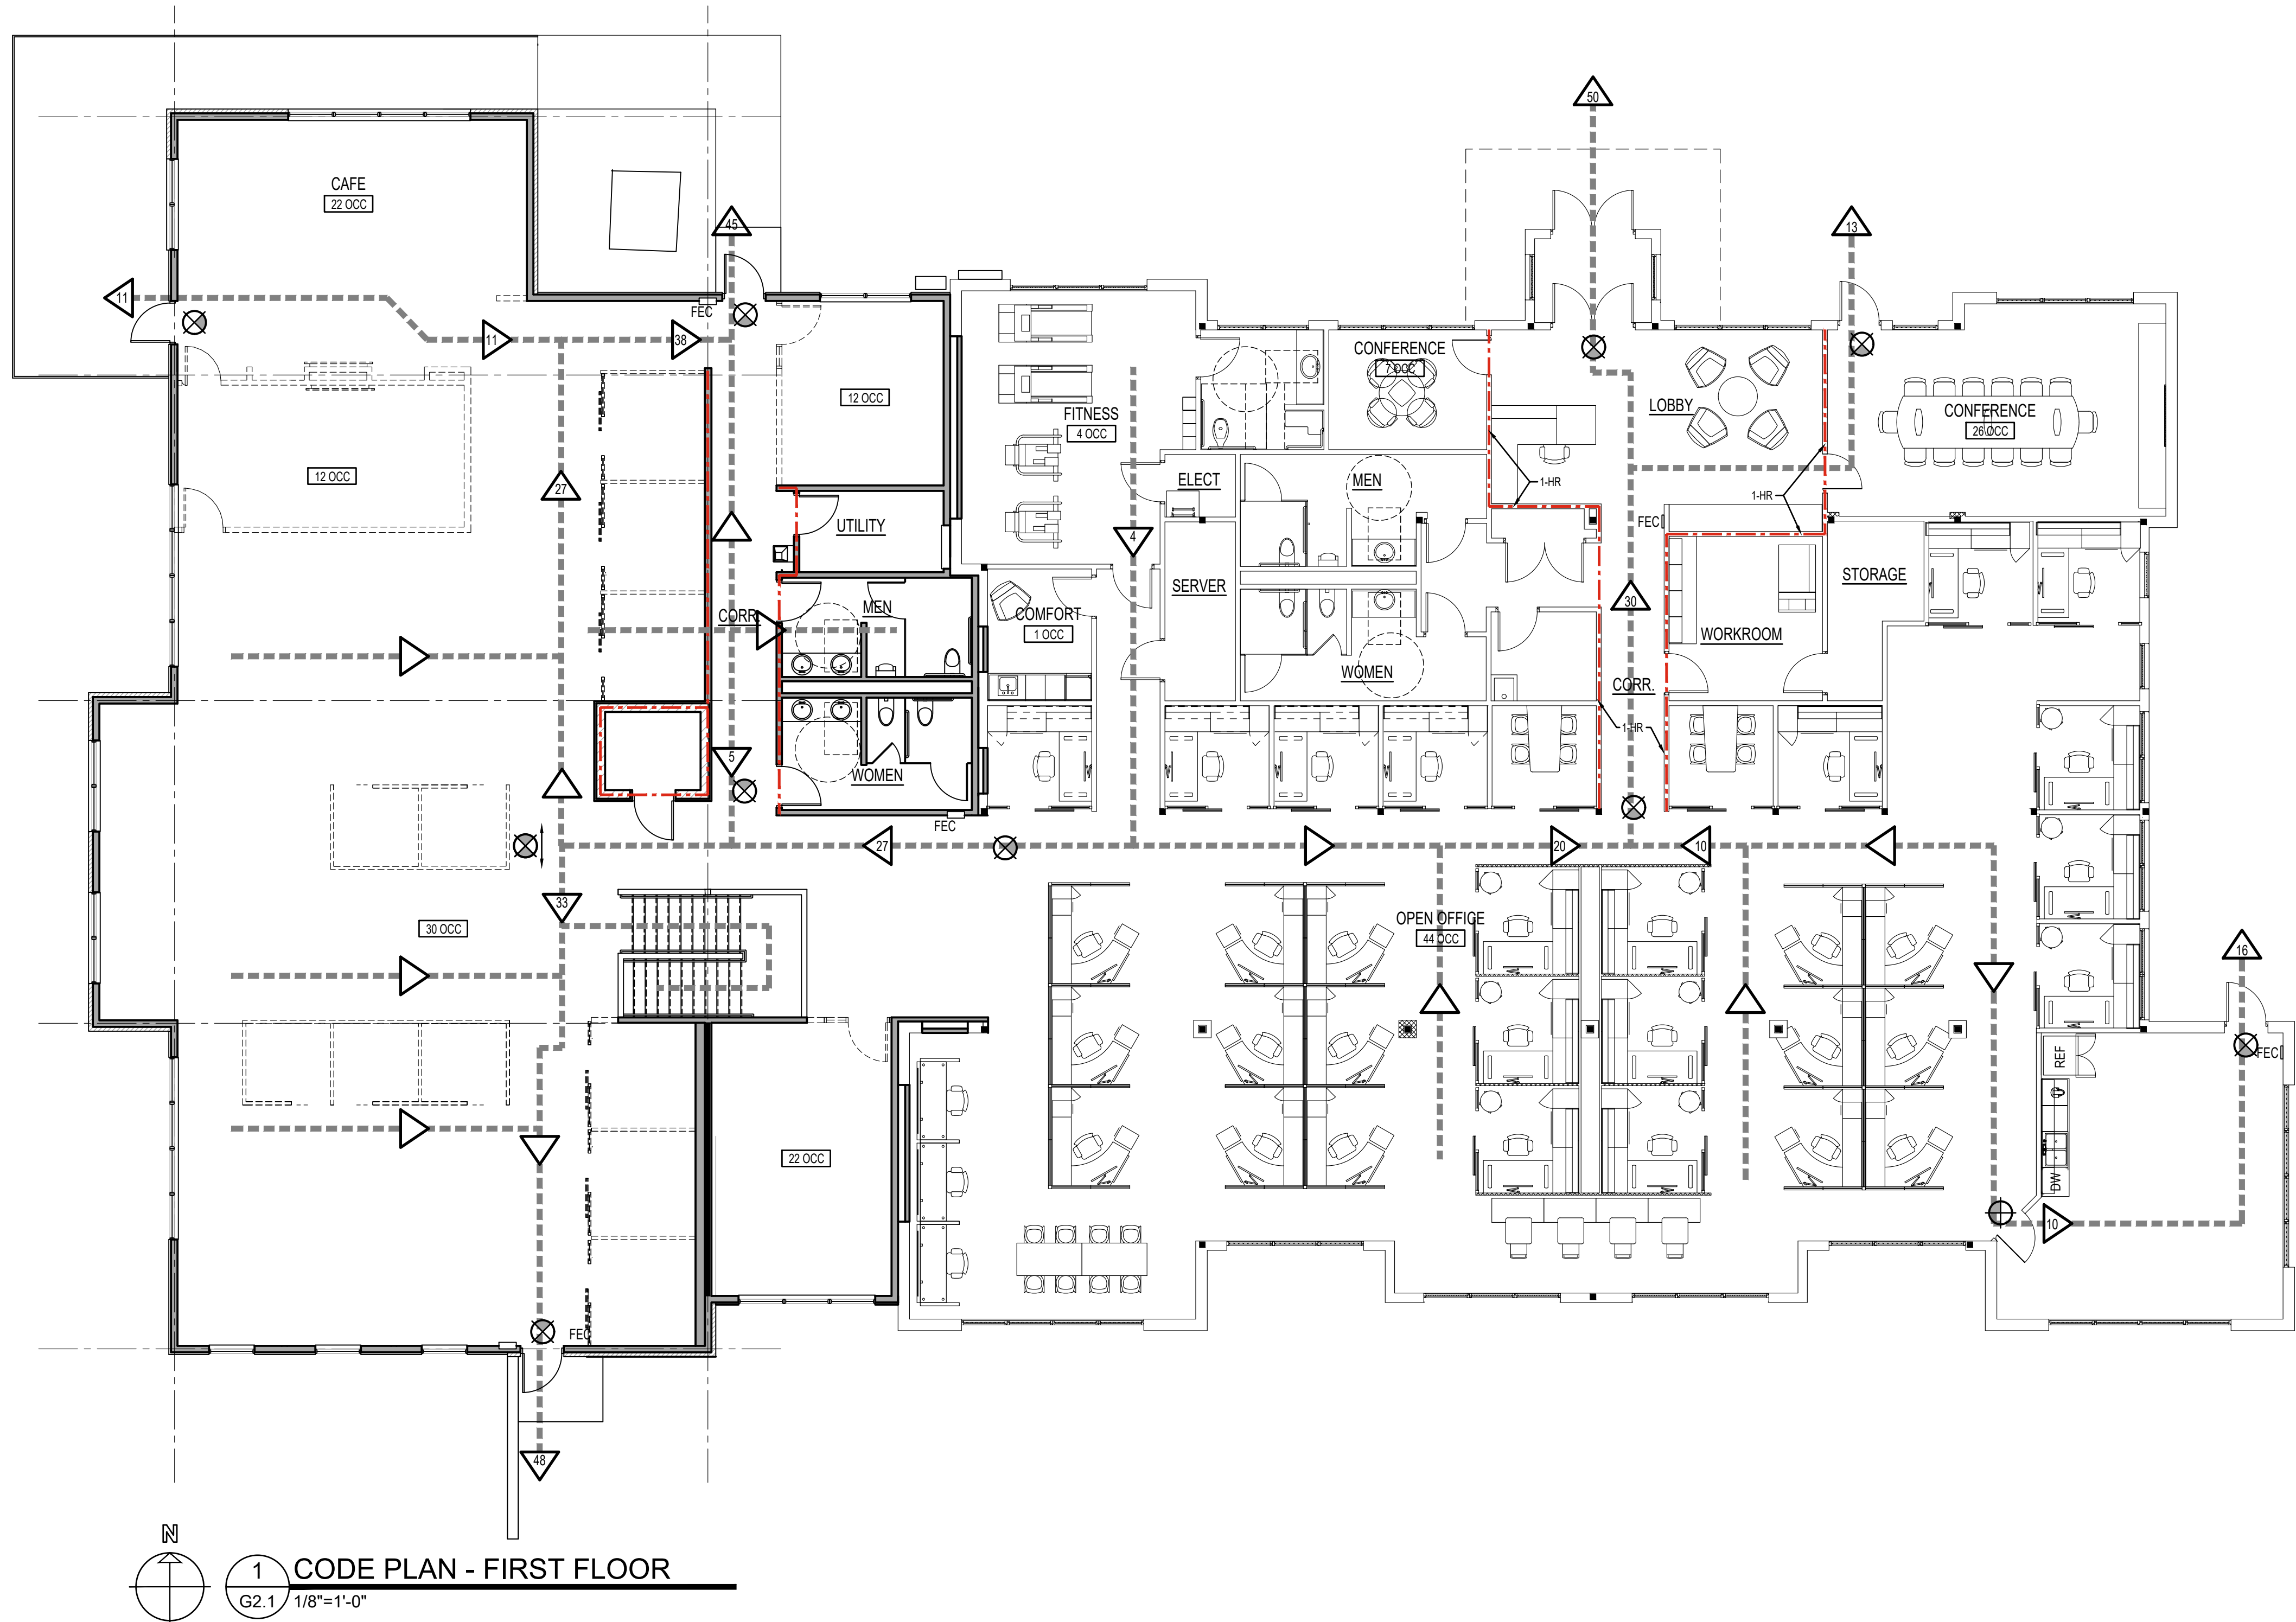 50
CAFE
22 OCC
45
13
11
FEC
11
38
CONFERENCE
7 OCC
12 OCC
LOBBY
FITNESS
4 OCC
CONFERENCE
26 OCC
12 OCC
27
ELECT
MEN
1-HR
1-HR
UTILITY
FEC
4
SERVER
STORAGE
CORR.
MEN
COMFORT
1 OCC
30
WORKROOM
WOMEN
CORR.
1-HR
5
WOMEN
FEC
27
20
10
33
30 OCC
OPEN OFFICE
44 OCC
16
REF
FEC
22 OCC
DW
10
FEC
48
N
1
CODE PLAN - FIRST FLOOR
G2.1
1/8"=1'-0"